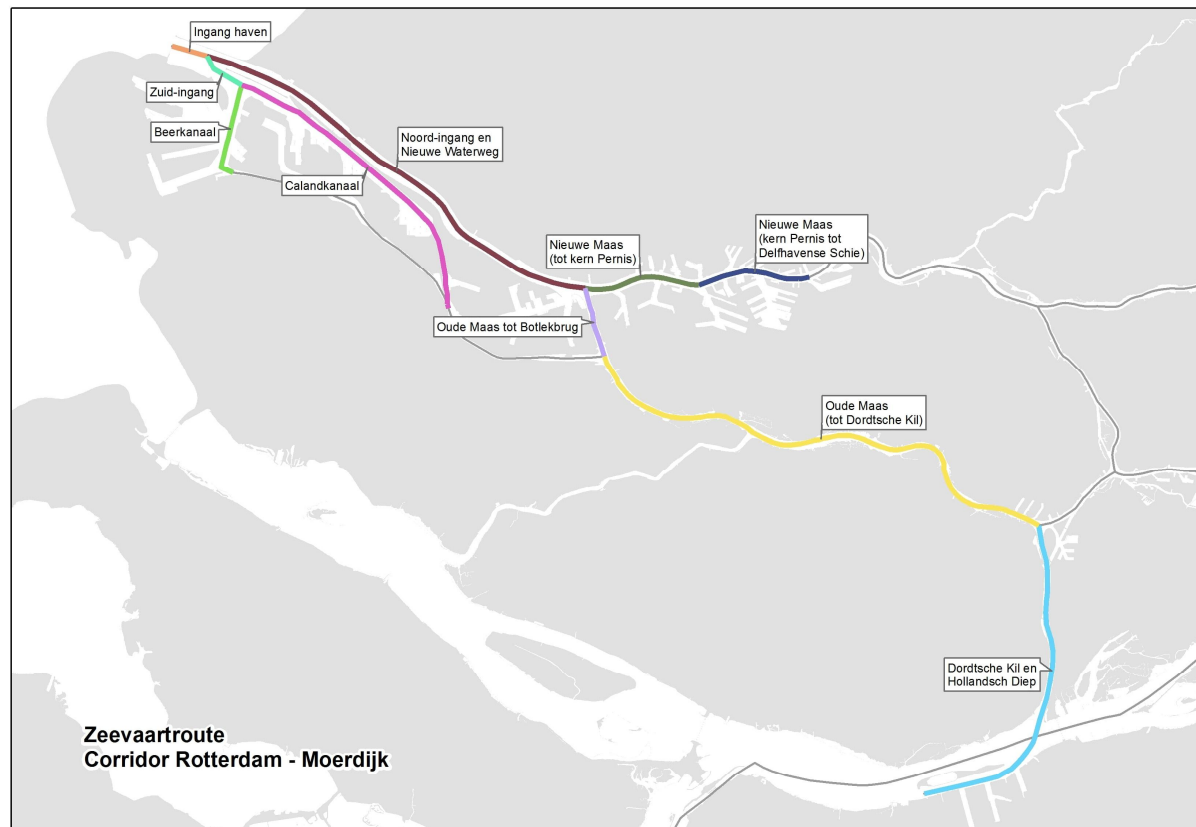 Ingang haven
Zuid-ingang
Beerkanaal
Noord-ingang en
Nieuwe Waterweg
Calandkanaal
Nieuwe Maas
(tot kern Pernis)
Nieuwe Maas
(kern Pernis tot
Delfhavense Schie)
Oude Maas tot Botlekbrug
Oude Maas
(tot Dordtsche Kil)
Dordtsche Kil en
Hollandsch Diep
Zeevaartroute
Corridor Rotterdam - Moerdijk